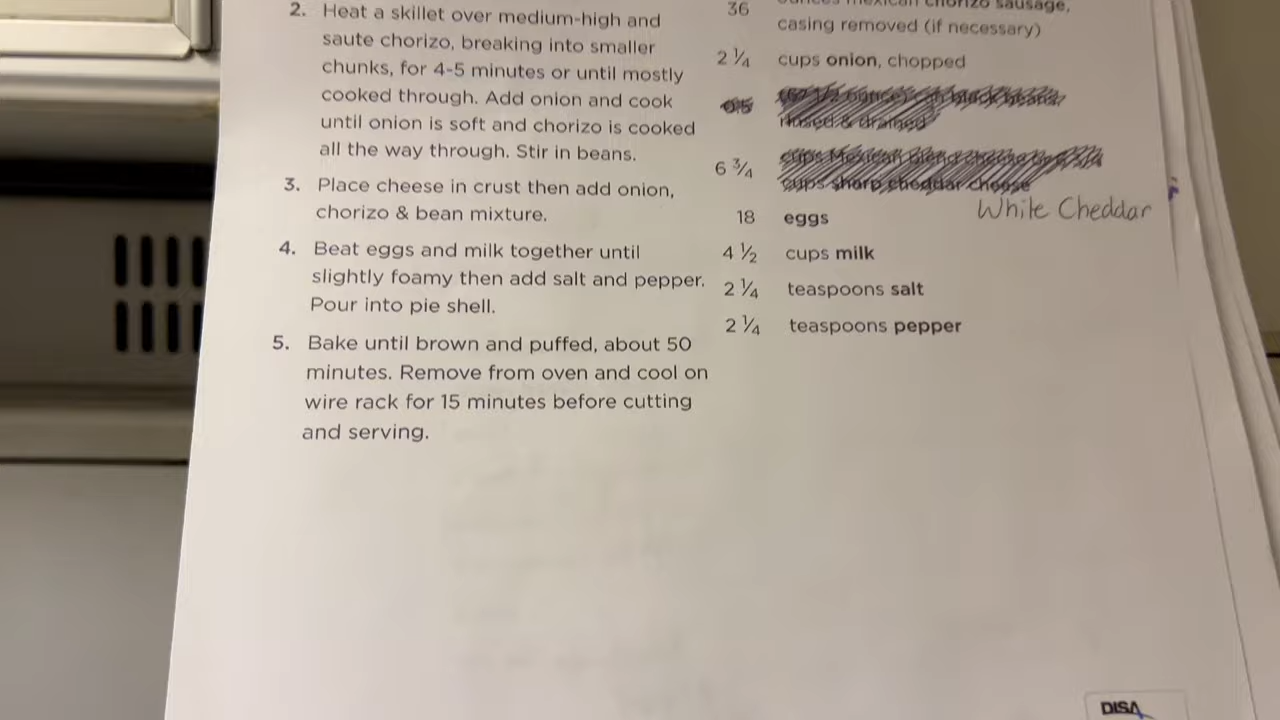 2. Heat a skillet over medium-high and
saute chorizo, breaking into smaller
chunks, for 4-5 minutes or until mostly
cooked through. Add onion and cook
until onion is soft and chorizo is cooked
all the way through. Stir in beans.
3. Place cheese in crust then add onion,
chorizo & bean mixture.
4. Beat eggs and milk together until
slightly foamy then add salt and pepper.
Pour into pie shell.
5. Bake until brown and puffed, about 50
minutes. Remove from oven and cool on
wire rack for 15 minutes before cutting
and serving.
36 ounces mexican chorizo sausage,
casing removed (if necessary)
2 ¼ cups onion, chopped
rinsed & drained
6 ¾ cups Mexican blend cheese
cups sharp cheddar cheese
White Cheddar
18 eggs
4 ½ cups milk
2 ¼ teaspoons salt
2 ¼ teaspoons pepper
DISA